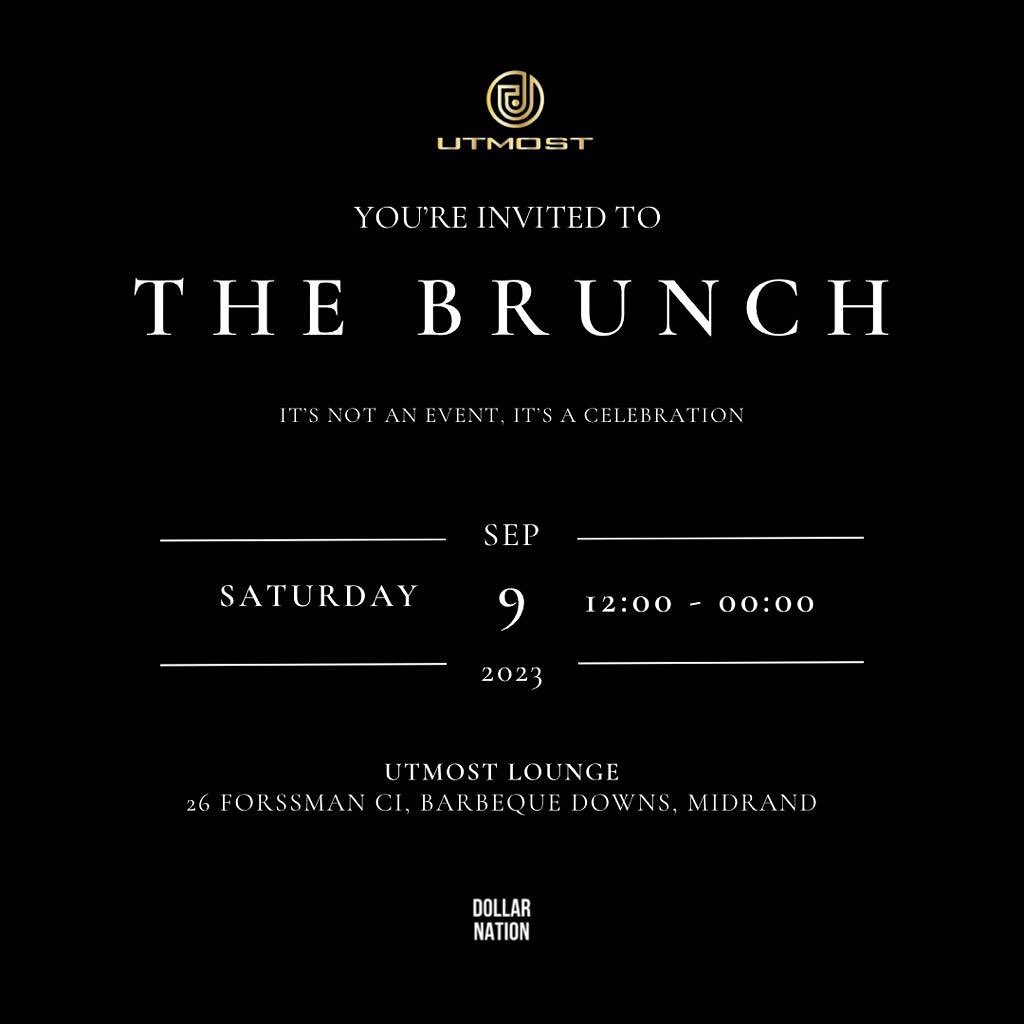 UTMOST
YOU'RE INVITED TO
THE BRUNCH
IT'S NOT AN EVENT, IT'S A CELEBRATION
SEP
SATURDAY 9 12:00 - 00:00
2023
UTMOST LOUNGE
26 FORSSMAN CI, BARBEQUE DOWNS, MIDRAND
DOLLAR
NATION